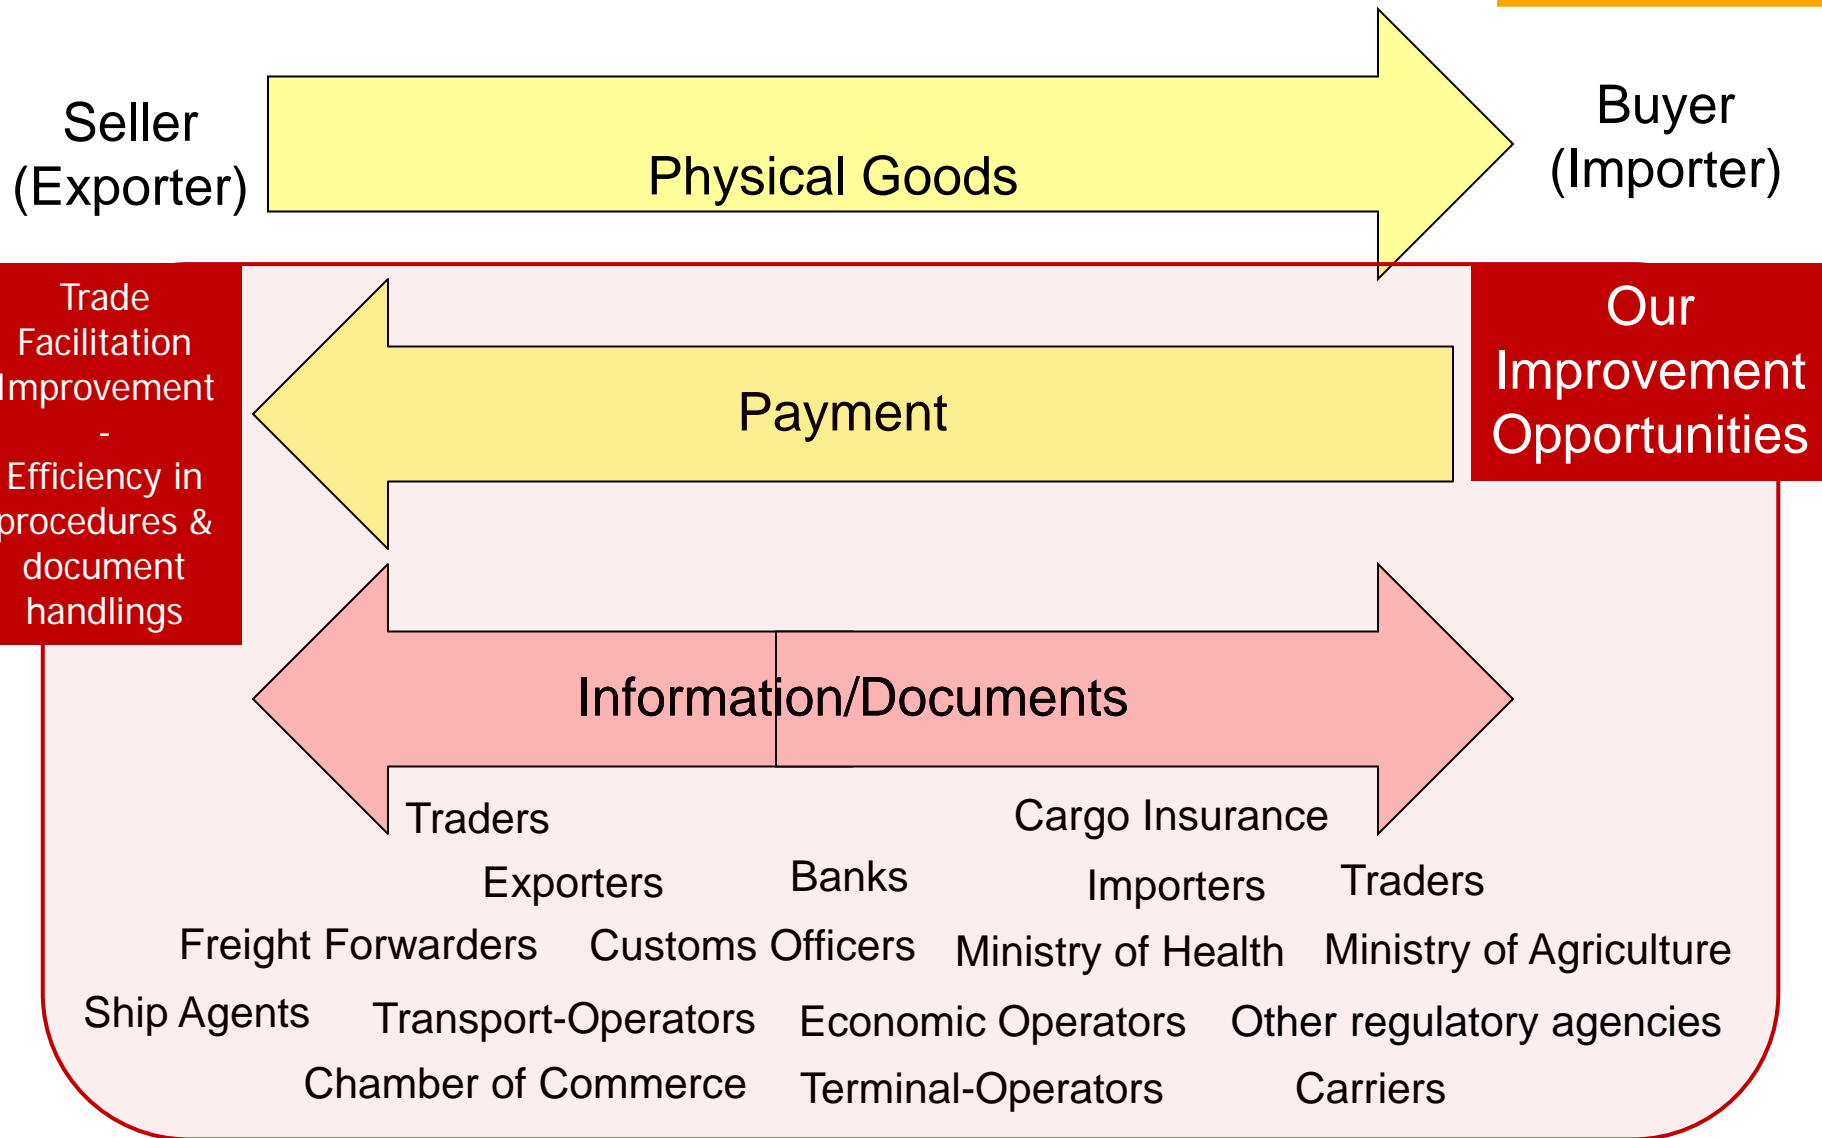 Seller
(Exporter)
Physical Goods
Buyer
(Importer)
Trade
Facilitation
Improvement
-
Efficiency in
procedures &
document
handlings
Payment
Our
Improvement
Opportunities
Information/Documents
Traders
Cargo Insurance
Exporters
Banks
Importers
Traders
Freight Forwarders
Customs Officers
Ministry of Health
Ministry of Agriculture
Ship Agents
Transport-Operators
Economic Operators
Other regulatory agencies
Chamber of Commerce
Terminal-Operators
Carriers